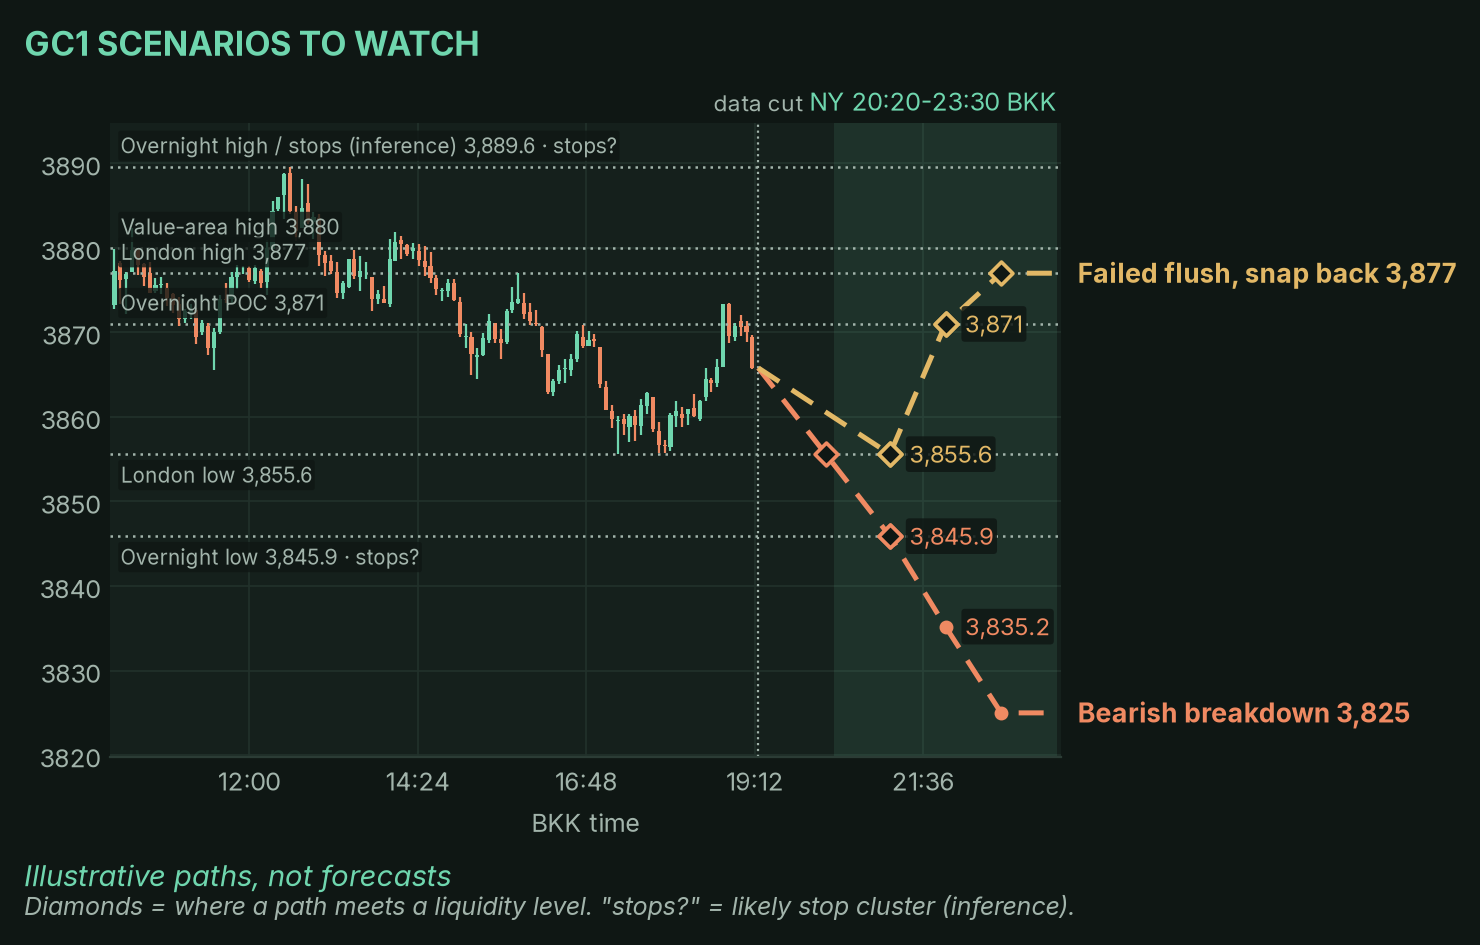 GC1 SCENARIOS TO WATCH
data cut NY 20:20-23:30 BKK
Overnight high / stops (inference) 3,889.6 · stops?
3890
Value-area high 3,880
3880
London high 3,877
Failed flush, snap back 3,877
Overnight POC 3,871
3,871
3870
3860
3,855.6
London low 3,855.6
3850
3,845.9
Overnight low 3,845.9 · stops?
3840
3,835.2
3830
Bearish breakdown 3,825
3820
12:00 14:24 16:48 19:12 21:36
BKK time
Illustrative paths, not forecasts
Diamonds = where a path meets a liquidity level. "stops?" = likely stop cluster (inference).